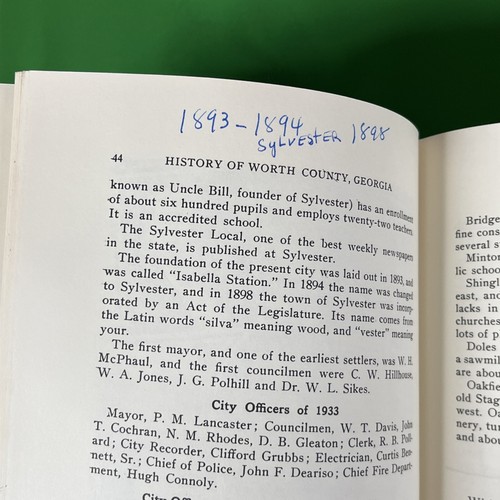 1893 - 1894
SYLVESTER 1898
44 HISTORY OF WORTH COUNTY, GEORGIA
known as Uncle Bill, founder of Sylvester) has an enrollment
of about six hundred pupils and employs twenty-two teachers.
It is an accredited school.
The Sylvester Local, one of the best weekly newspapers
in the state, is published at Sylvester.
The foundation of the present city was laid out in 1893, and
was called "Isabella Station." In 1894 the name was changed
to Sylvester, and in 1898 the town of Sylvester was incorp-
orated by an Act of the Legislature. Its name comes from
the Latin words "silva" meaning wood, and "vester" meaning
your.
The first mayor, and one of the earliest settlers, was W. H.
McPhaul, and the first councilmen were C. W. Hillhouse,
W. A. Jones, J. G. Polhill and Dr. W. L. Sikes.
City Officers of 1933
Mayor, P. M. Lancaster; Councilmen, W. T. Davis, John
T. Cochran, N. M. Rhodes, D. B. Gleaton; Clerk, R. B. Poll-
ard; City Recorder, Clifford Grubbs; Electrician, Curtis Ben-
nett, Sr.; Chief of Police, John F. Deariso; Chief Fire Depart-
ment, Hugh Connoly.
Bridge
fine cons
several s
Minton
lic school
Shingl
east, and
lacks in
churches
lots of p
Doles
a sawmil
are about
Oakfie
old Stag
west. Oa
nery, tur
and abou